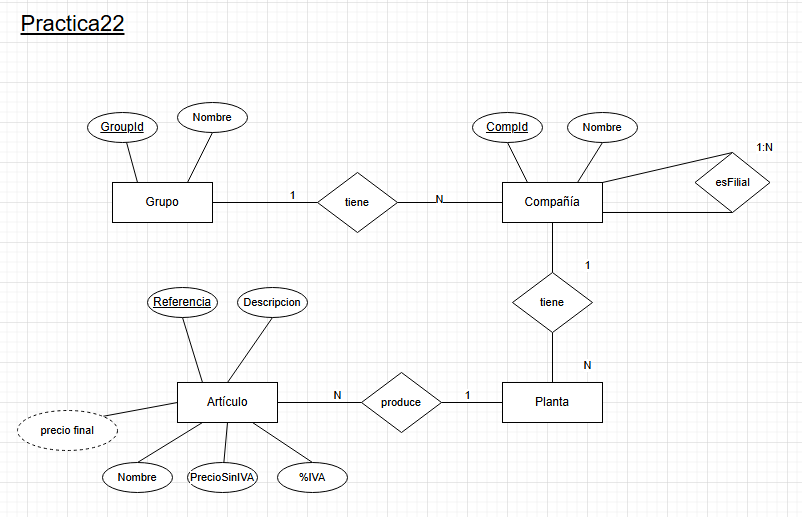 Practica22
GroupId
Nombre
CompId
Nombre
1:N
esFilial
Grupo
1
tiene
N
Compañía
1
Referencia
Descripcion
tiene
N
Artículo
N
produce
1
Planta
precio final
Nombre
PrecioSinIVA
%IVA